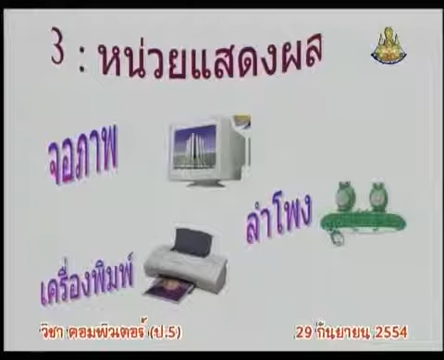 3 : หน่วยแสดงผล
จอภาพ
ลำโพง
เครื่องพิมพ์
วิชา คอมพิวเตอร์ (ป.5)
29 กันยายน 2554